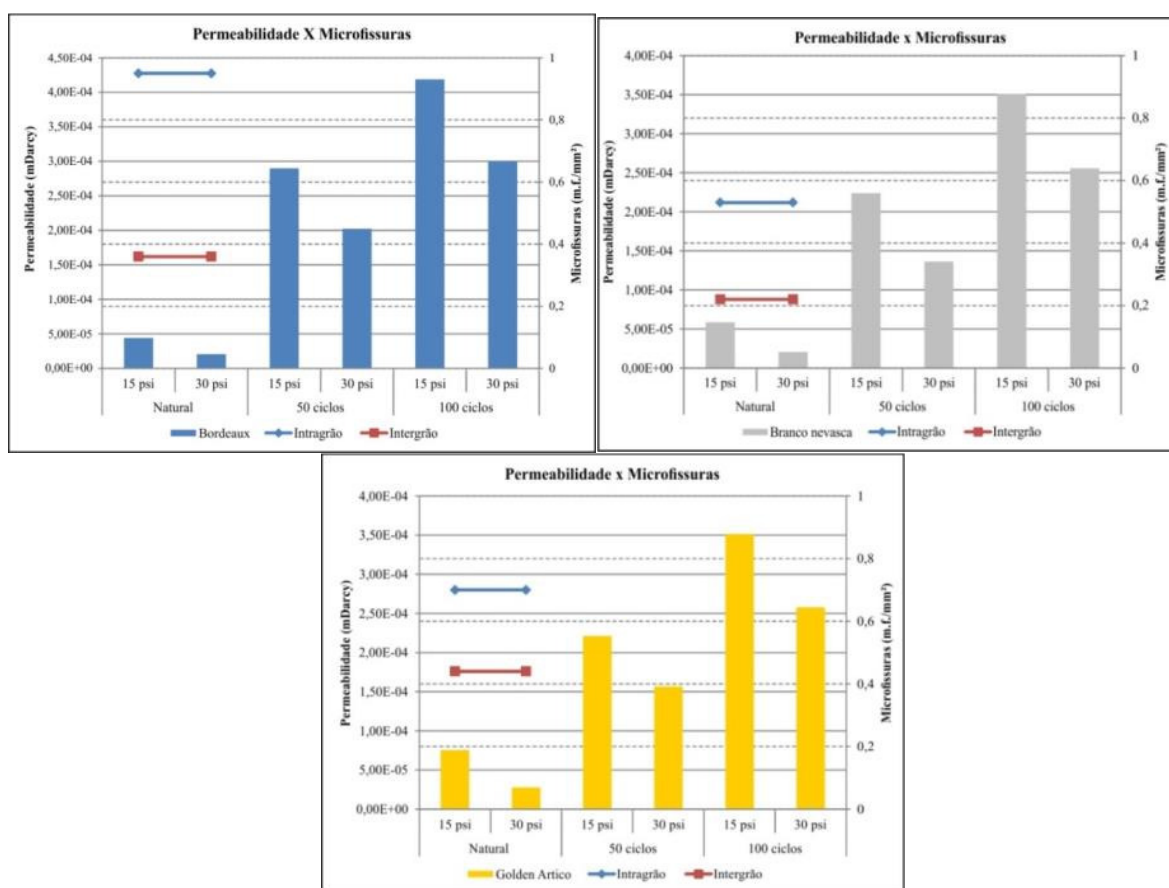 Permeabilidade X Microfissuras
Permeabilidade (mDarcy)
4,50E-04
4,00E-04
3,50E-04
3,00E-04
2,50E-04
2,00E-04
1,50E-04
1,00E-04
5,00E-05
0,00E+00
1
0,8
0,6
0,4
0,2
0
Microfissuras (m.f./mm²)
15 psi 30 psi 15 psi 30 psi 15 psi 30 psi
Natural 50 ciclos 100 ciclos
Bordeaux Intragrão Intergrão
Permeabilidade x Microfissuras
Permeabilidade (mDarcy)
4,00E-04
3,50E-04
3,00E-04
2,50E-04
2,00E-04
1,50E-04
1,00E-04
5,00E-05
0,00E+00
1
0,8
0,6
0,4
0,2
0
Microfissuras (m.f./mm²)
15 psi 30 psi 15 psi 30 psi 15 psi 30 psi
Natural 50 ciclos 100 ciclos
Branco nevasca Intragrão Intergrão
Permeabilidade x Microfissuras
Permeabilidade (mDarcy)
4,00E-04
3,50E-04
3,00E-04
2,50E-04
2,00E-04
1,50E-04
1,00E-04
5,00E-05
0,00E+00
1
0,8
0,6
0,4
0,2
0
Microfissuras (m.f./mm²)
15 psi 30 psi 15 psi 30 psi 15 psi 30 psi
Natural 50 ciclos 100 ciclos
Golden Artico Intragrão Intergrão